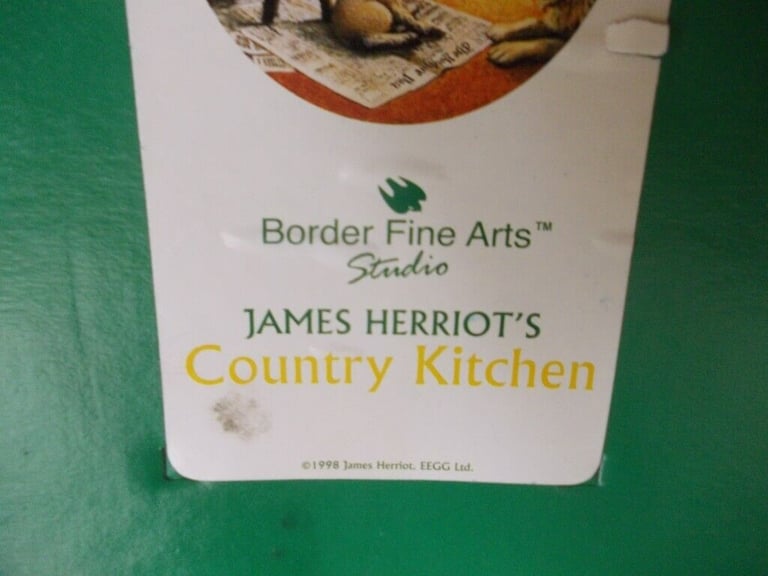 Border Fine Arts™
Studio
JAMES HERRIOT'S
Country Kitchen
©1998 James Herriot. EEGG Ltd.